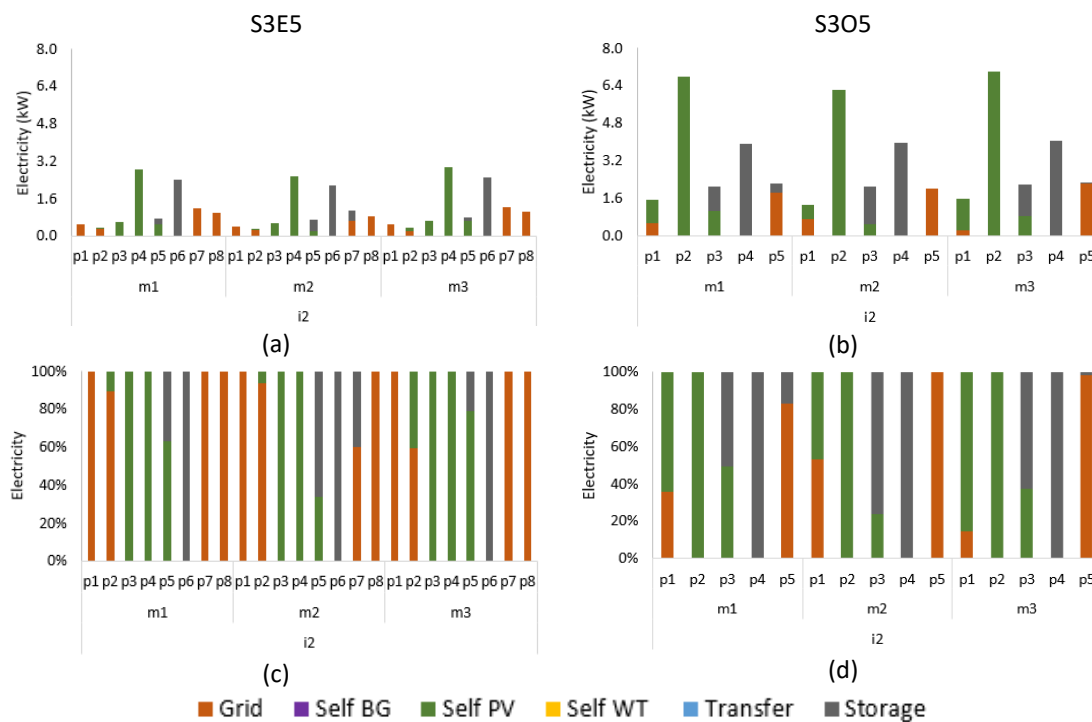 S3E5
S3O5
Electricity (kW)
8.0
6.4
4.8
3.2
1.6
0.0
p1 p2 p3 p4 p5 p6 p7 p8 p1 p2 p3 p4 p5 p6 p7 p8 p1 p2 p3 p4 p5 p6 p7 p8
m1 m2 m3
i2
(a)
Electricity (kW)
8.0
6.4
4.8
3.2
1.6
0.0
p1 p2 p3 p4 p5 p1 p2 p3 p4 p5 p1 p2 p3 p4 p5
m1 m2 m3
i2
(b)
Electricity
100%
80%
60%
40%
20%
0%
p1 p2 p3 p4 p5 p6 p7 p8 p1 p2 p3 p4 p5 p6 p7 p8 p1 p2 p3 p4 p5 p6 p7 p8
m1 m2 m3
i2
(c)
Electricity
100%
80%
60%
40%
20%
0%
p1 p2 p3 p4 p5 p1 p2 p3 p4 p5 p1 p2 p3 p4 p5
m1 m2 m3
i2
(d)
Grid Self BG Self PV Self WT Transfer Storage